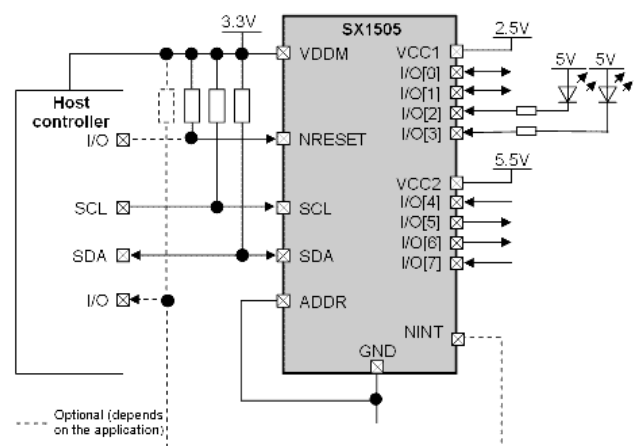 3.3V
SX1505
2.5V
VDDM
VCC1
I/O[0]
I/O[1]
I/O[2]
I/O[3]
5V
5V
Host
controller
I/O
NRESET
5.5V
VCC2
I/O[4]
I/O[5]
I/O[6]
I/O[7]
SCL
SCL
SDA
SDA
I/O
ADDR
NINT
GND
Optional (depends
on the application)